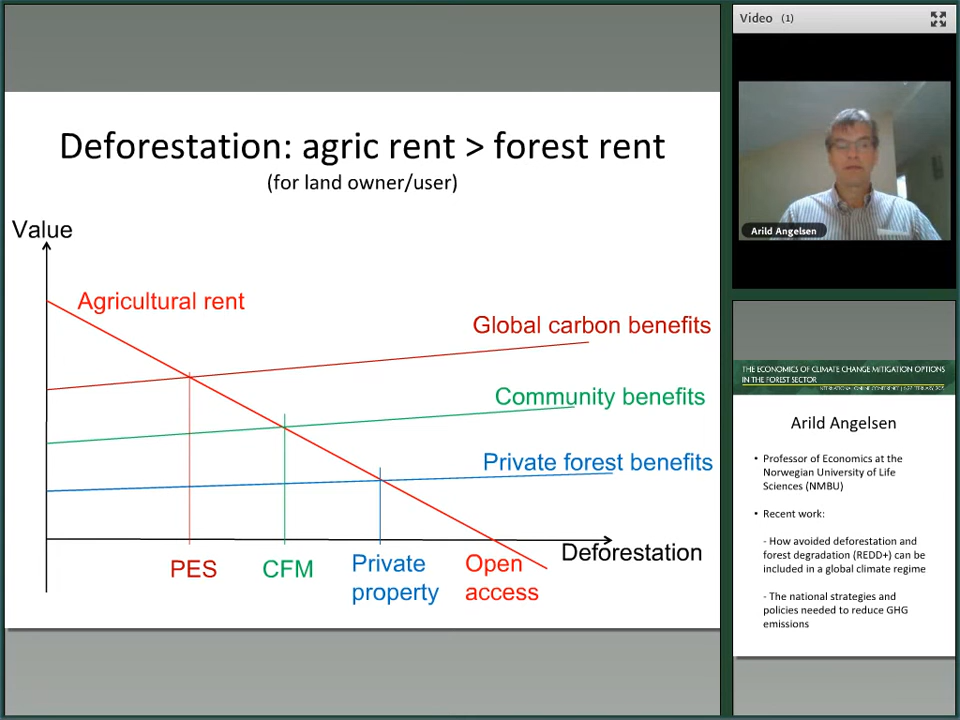 Deforestation: agric rent > forest rent
(for land owner/user)
Value
Agricultural rent
Global carbon benefits
Community benefits
Private forest benefits
Deforestation
PES
CFM
Private
property
Open
access
Video (1)
Arild Angelsen
THE ECONOMICS OF CLIMATE CHANGE MITIGATION OPTIONS
IN THE FOREST SECTOR
Arild Angelsen
• Professor of Economics at the
Norwegian University of Life
Sciences (NMBU)
• Recent work:
- How avoided deforestation and
forest degradation (REDD+) can be
included in a global climate regime
- The national strategies and
policies needed to reduce GHG
emissions